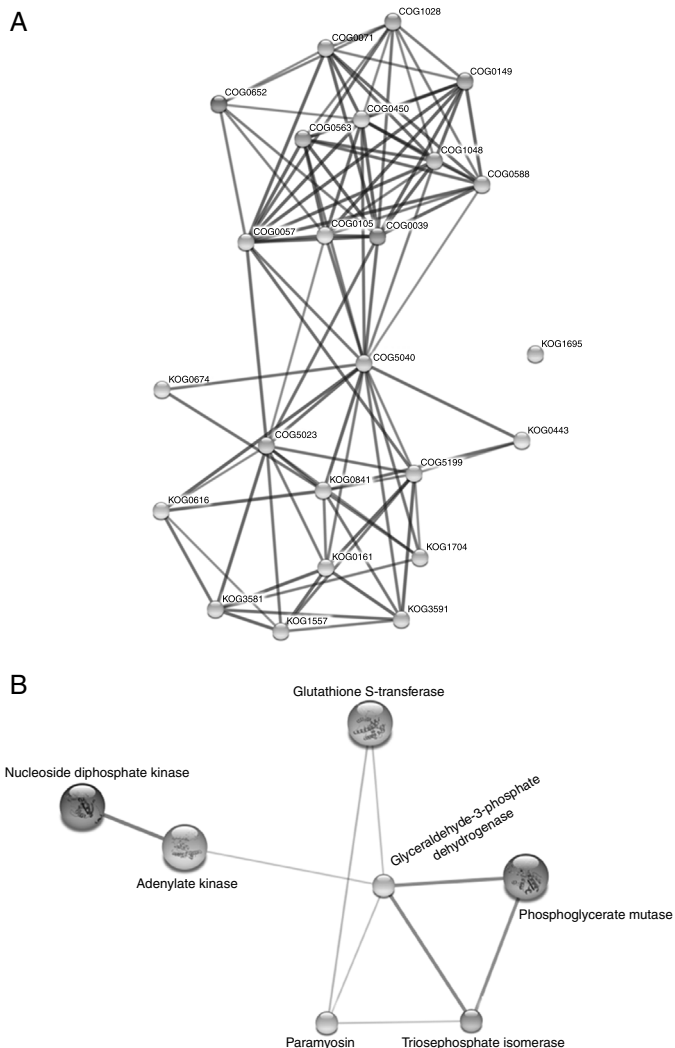 A
COG1028
COG0071
COG0149
COG0652
COG0450
COG0563
COG1048
COG0588
COG0105
COG0039
COG0057
KOG1695
COG5040
KOG0674
KOG0443
COG5023
COG5199
KOG0841
KOG0616
KOG1704
KOG0161
KOG3581
KOG3591
KOG1557
B
Glutathione S-transferase
Nucleoside diphosphate kinase
Glyceraldehyde-3-phosphate
dehydrogenase
Adenylate kinase
Phosphoglycerate mutase
Paramyosin
Triosephosphate isomerase